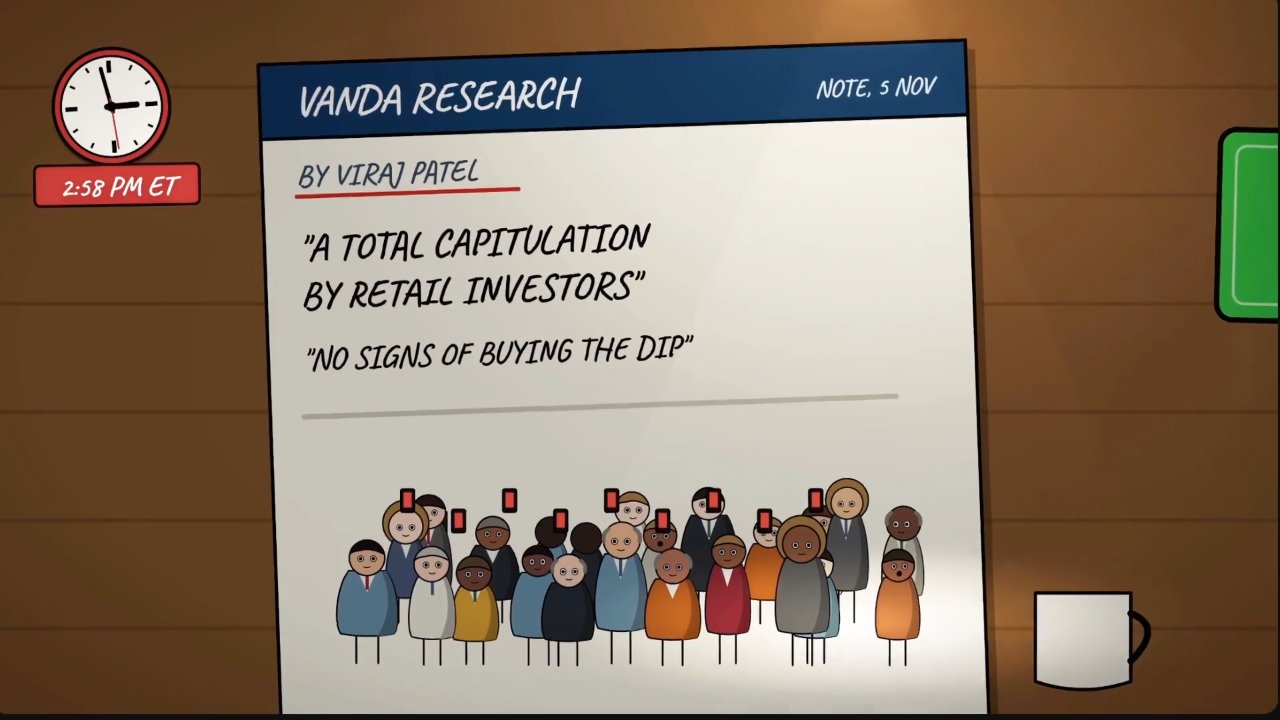 VANDA RESEARCH
NOTE, 5 NOV
2:58 PM ET
BY VIRAJ PATEL
"A TOTAL CAPITULATION
BY RETAIL INVESTORS"
"NO SIGNS OF BUYING THE DIP"